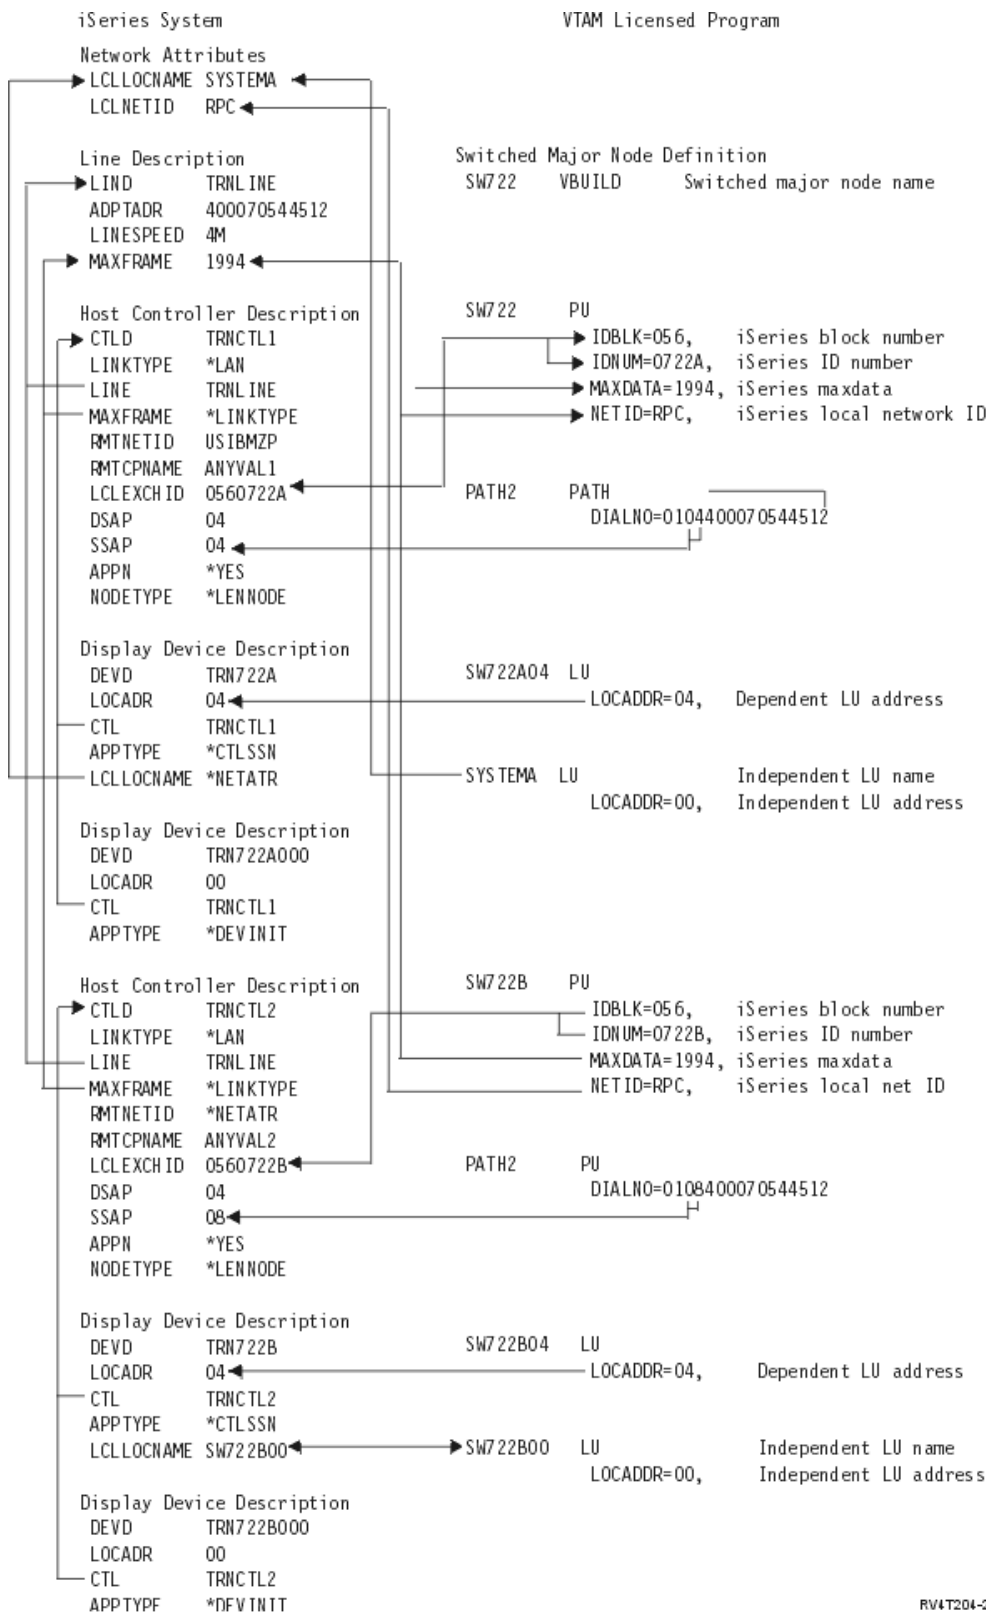 iSeries System VTAM Licensed Program
Network Attributes
LCLLOCNAME SYSTEMA
LCLNETID RPC
Line Description Switched Major Node Definition
LIND TRNLINE SW722 VBUILD Switched major node name
ADPTADR 400070544512
LINESPEED 4M
MAXFRAME 1994
Host Controller Description SW722 PU
CTLD TRNCTL1 IDBLK=056, iSeries block number
LINKTYPE *LAN IDNUM=0722A, iSeries ID number
LINE TRNLINE MAXDATA=1994, iSeries maxdata
MAXFRAME *LINKTYPE NETID=RPC, iSeries local network ID
RMTNETID USIBMZP
RMTCPNAME ANYVAL1
LCLEXCHID 0560722A PATH2 PATH
DSAP 04 DIALNO=0104400070544512
SSAP 04
APPN *YES
NODETYPE *LENNODE
Display Device Description
DEVD TRN722A SW722A04 LU
LOCADR 04 LOCADDR=04, Dependent LU address
CTL TRNCTL1
APPTYPE *CTLSSN
LCLLOCNAME *NETATR SYSTEMA LU Independent LU name
LOCADDR=00, Independent LU address
Display Device Description
DEVD TRN722A000
LOCADR 00
CTL TRNCTL1
APPTYPE *DEVINIT
Host Controller Description SW722B PU
CTLD TRNCTL2 IDBLK=056, iSeries block number
LINKTYPE *LAN IDNUM=0722B, iSeries ID number
LINE TRNLINE MAXDATA=1994, iSeries maxdata
MAXFRAME *LINKTYPE NETID=RPC, iSeries local net ID
RMTNETID *NETATR
RMTCPNAME ANYVAL2
LCLEXCHID 0560722B PATH2 PU
DSAP 04 DIALNO=0108400070544512
SSAP 08
APPN *YES
NODETYPE *LENNODE
Display Device Description
DEVD TRN722B SW722B04 LU
LOCADR 04 LOCADDR=04, Dependent LU address
CTL TRNCTL2
APPTYPE *CTLSSN
LCLLOCNAME SW722B00 SW722B00 LU Independent LU name
LOCADDR=00, Independent LU address
Display Device Description
DEVD TRN722B000
LOCADR 00
CTL TRNCTL2
APPTYPE *DEVINIT
RV4T204-2